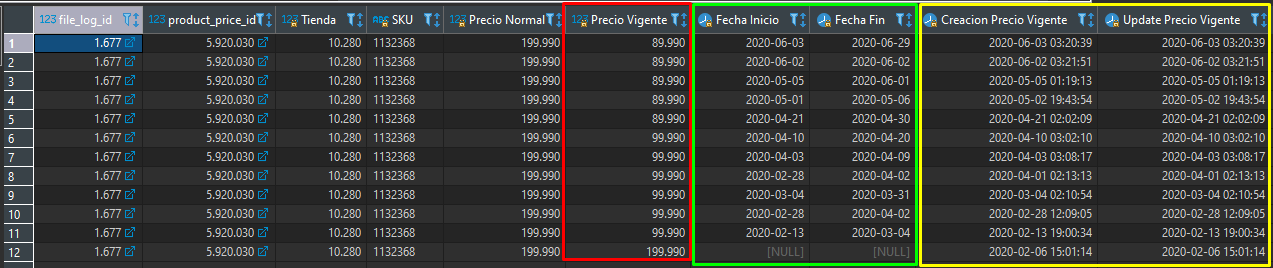 123 file_log_id 123 product_price_id 123 Tienda ABC SKU 123 Precio Normal 123 Precio Vigente Fecha Inicio Fecha Fin Creacion Precio Vigente Update Precio Vigente
1 1.677 5.920.030 10.280 1132368 199.990 89.990 2020-06-03 2020-06-29 2020-06-03 03:20:39 2020-06-03 03:20:39
2 1.677 5.920.030 10.280 1132368 199.990 89.990 2020-06-02 2020-06-02 2020-06-02 03:21:51 2020-06-02 03:21:51
3 1.677 5.920.030 10.280 1132368 199.990 89.990 2020-05-05 2020-06-01 2020-05-05 01:19:13 2020-05-05 01:19:13
4 1.677 5.920.030 10.280 1132368 199.990 89.990 2020-05-01 2020-05-06 2020-05-02 19:43:54 2020-05-02 19:43:54
5 1.677 5.920.030 10.280 1132368 199.990 89.990 2020-04-21 2020-04-30 2020-04-21 02:02:09 2020-04-21 02:02:09
6 1.677 5.920.030 10.280 1132368 199.990 99.990 2020-04-10 2020-04-20 2020-04-10 03:02:10 2020-04-10 03:02:10
7 1.677 5.920.030 10.280 1132368 199.990 99.990 2020-04-03 2020-04-09 2020-04-03 03:08:17 2020-04-03 03:08:17
8 1.677 5.920.030 10.280 1132368 199.990 99.990 2020-02-28 2020-04-02 2020-04-01 02:13:13 2020-04-01 02:13:13
9 1.677 5.920.030 10.280 1132368 199.990 99.990 2020-03-04 2020-03-31 2020-03-04 02:10:54 2020-03-04 02:10:54
10 1.677 5.920.030 10.280 1132368 199.990 99.990 2020-02-28 2020-04-02 2020-02-28 12:09:05 2020-02-28 12:09:05
11 1.677 5.920.030 10.280 1132368 199.990 99.990 2020-02-13 2020-03-04 2020-02-13 19:00:34 2020-02-13 19:00:34
12 1.677 5.920.030 10.280 1132368 199.990 199.990 [NULL] [NULL] 2020-02-06 15:01:14 2020-02-06 15:01:14